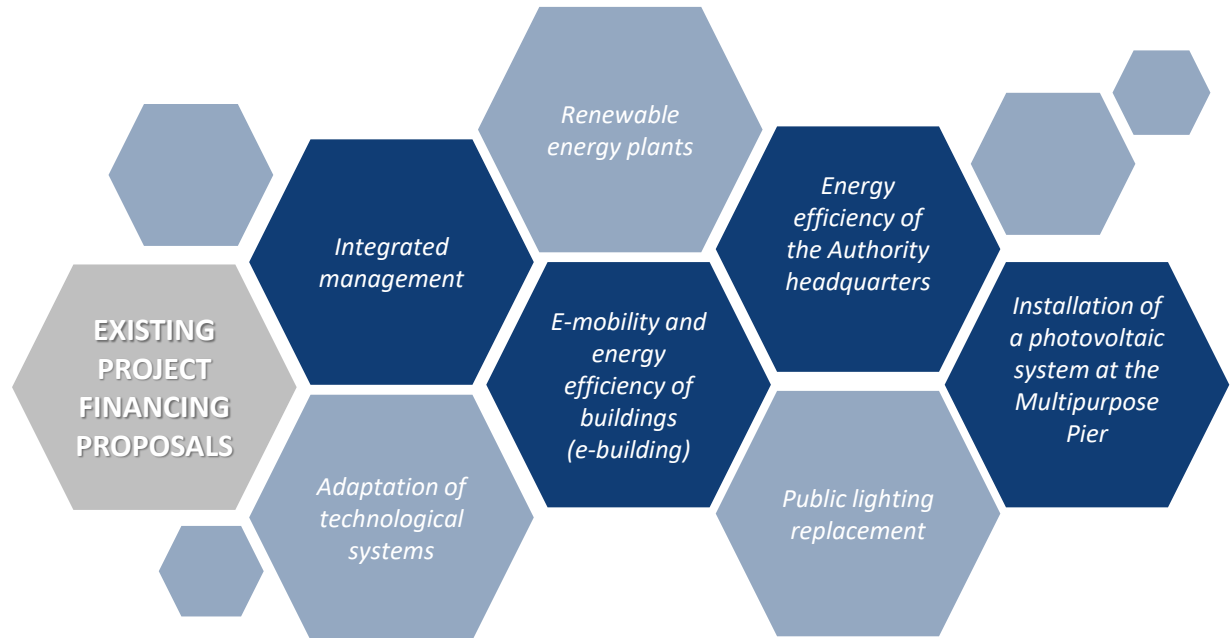 EXISTING
PROJECT
FINANCING
PROPOSALS
Integrated
management
Adaptation of
technological
systems
Renewable
energy plants
E-mobility and
energy
efficiency of
buildings
(e-building)
Energy
efficiency of
the Authority
headquarters
Public lighting
replacement
Installation of
a photovoltaic
system at the
Multipurpose
Pier